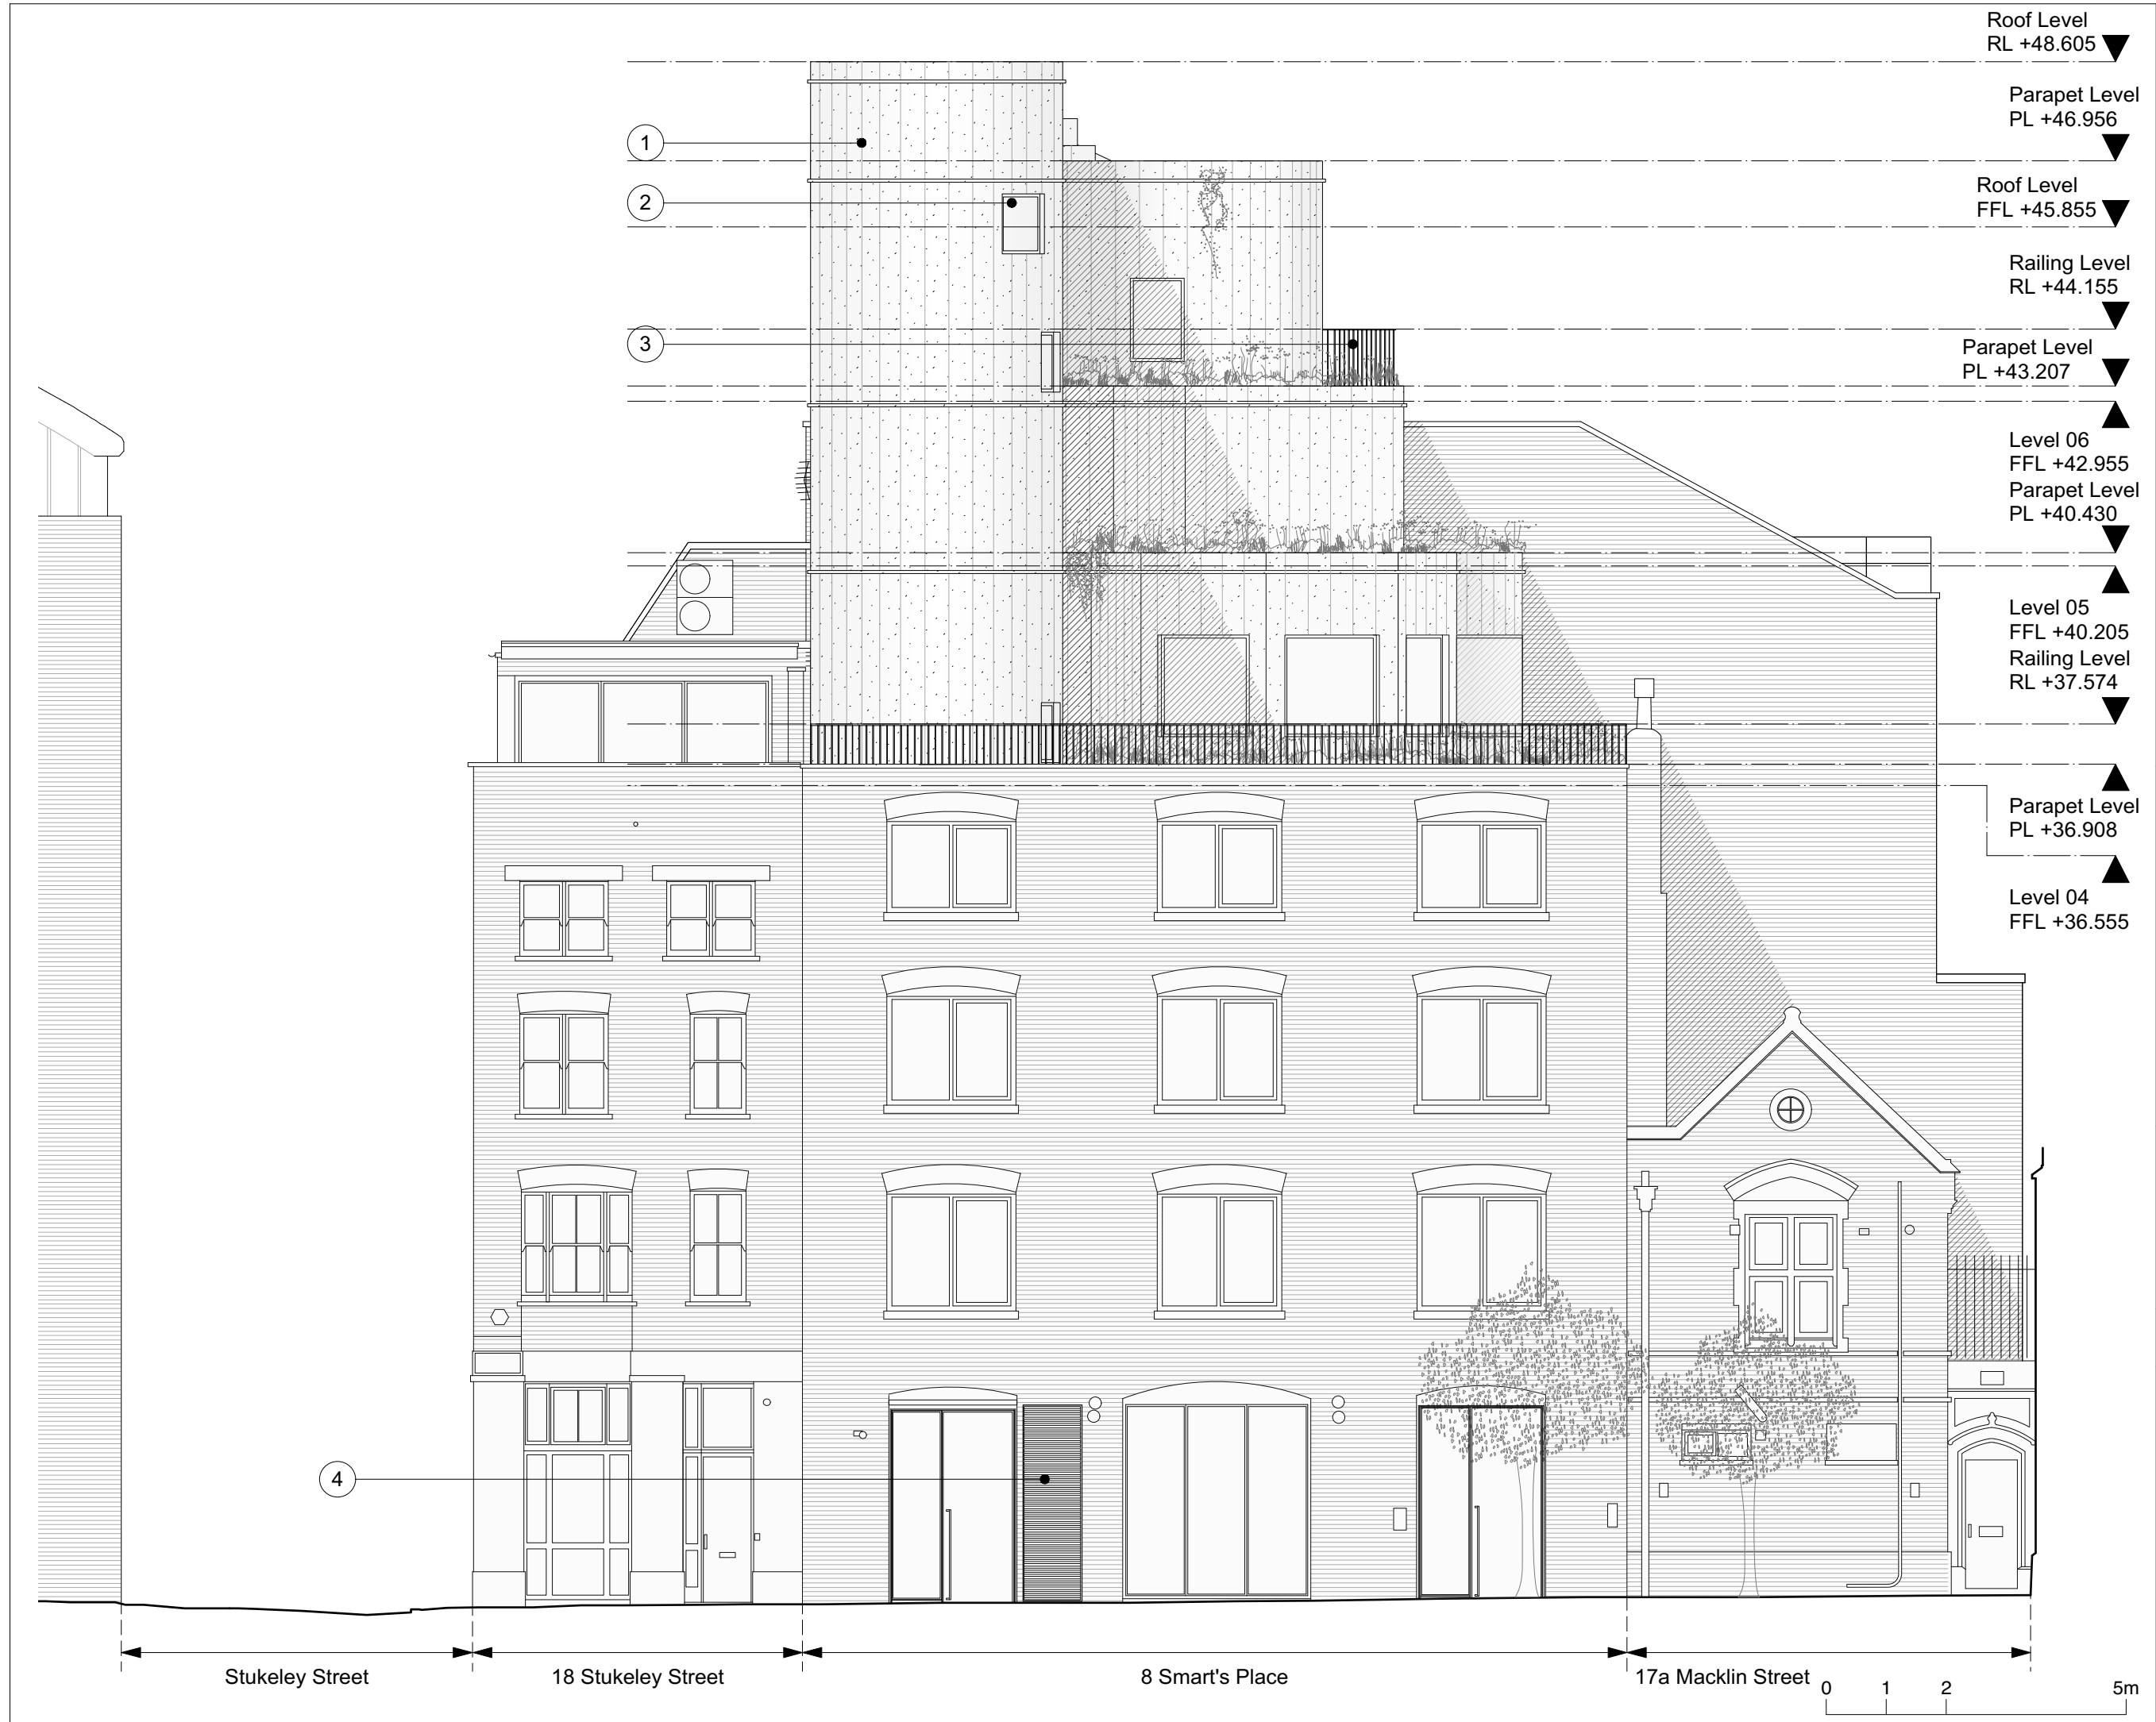 Roof Level
RL +48.605
Parapet Level
PL +46.956
1
Roof Level
FFL +45.855
2
Railing Level
RL +44.155
3
Parapet Level
PL +43.207
Level 06
FFL +42.955
Parapet Level
PL +40.430
Level 05
FFL +40.205
Railing Level
RL +37.574
Parapet Level
PL +36.908
Level 04
FFL +36.555
4
Stukeley Street
18 Stukeley Street
8 Smart's Place
17a Macklin Street
0 1 2 5m